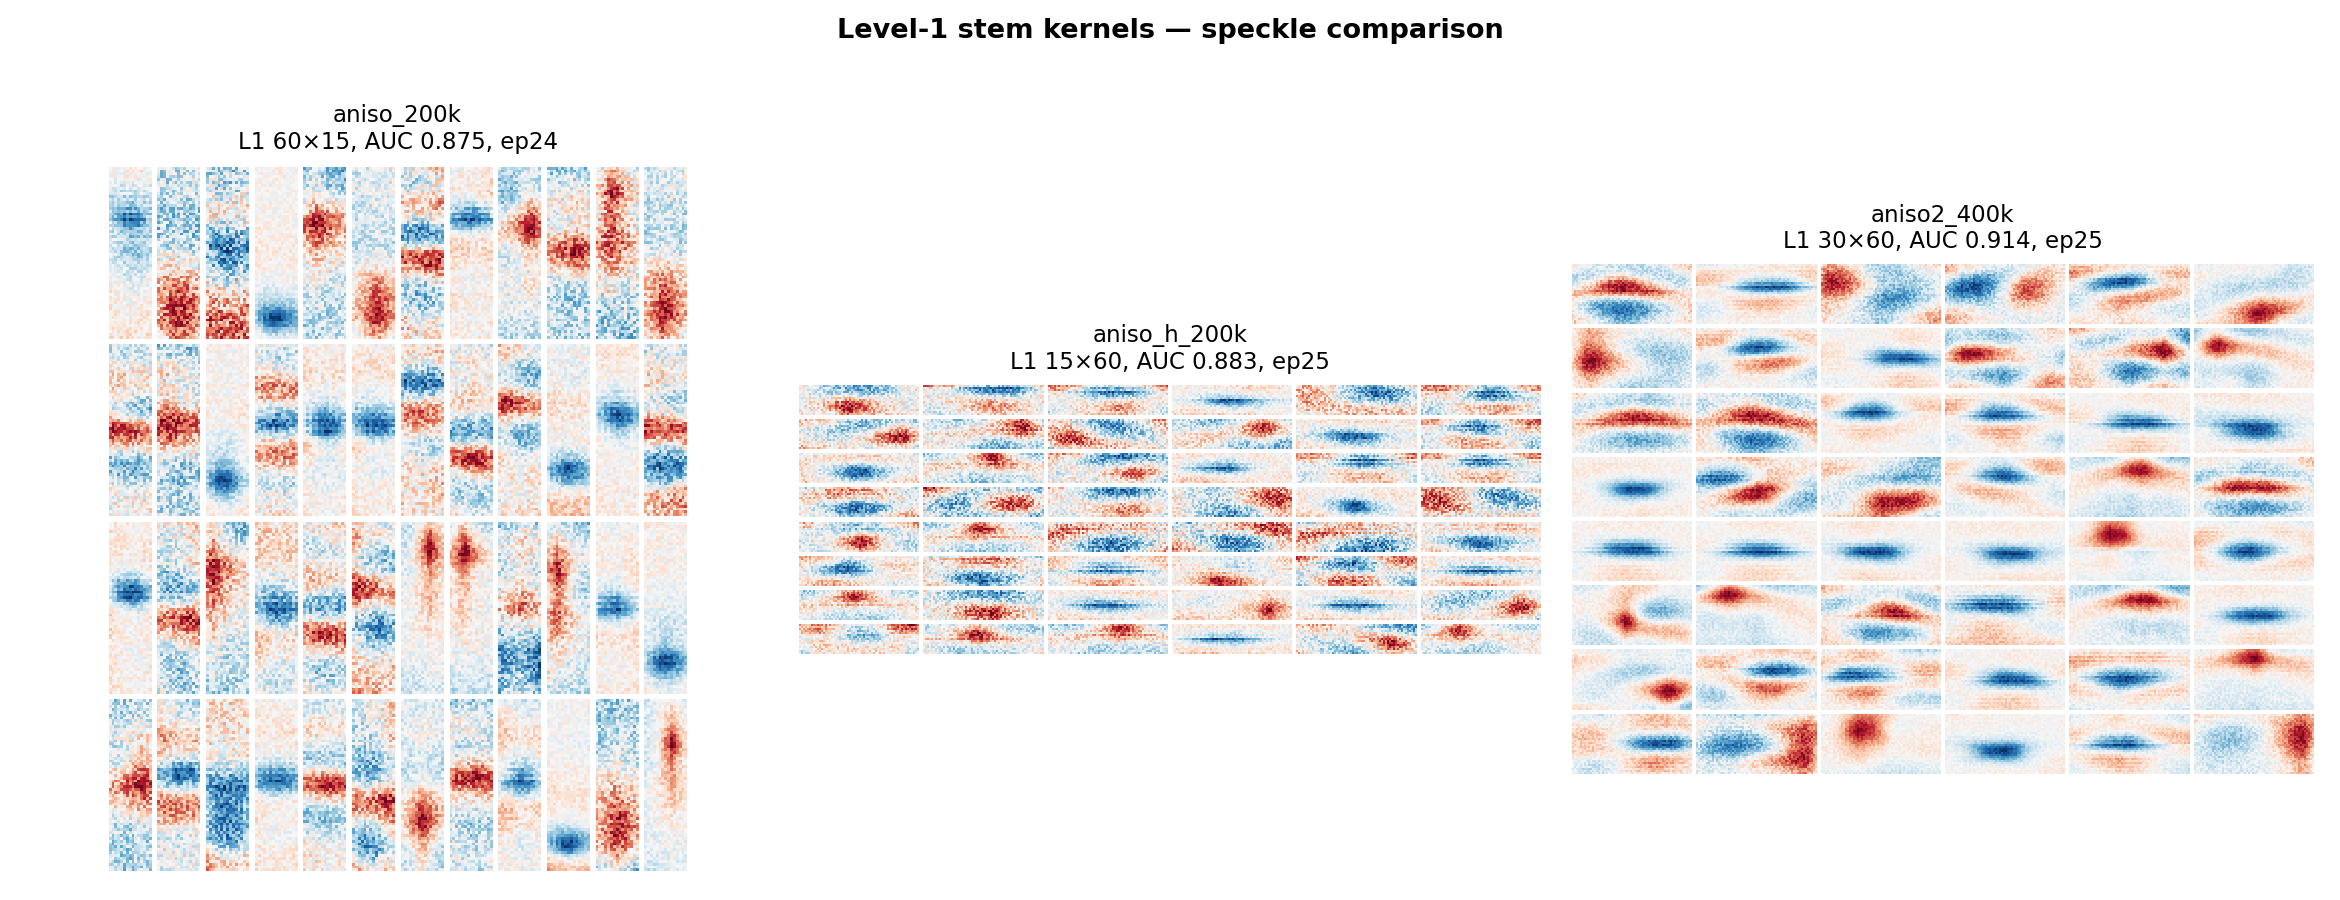 Level-1 stem kernels — speckle comparison
aniso_200k
L1 60×15, AUC 0.875, ep24
aniso_h_200k
L1 15×60, AUC 0.883, ep25
aniso2_400k
L1 30×60, AUC 0.914, ep25